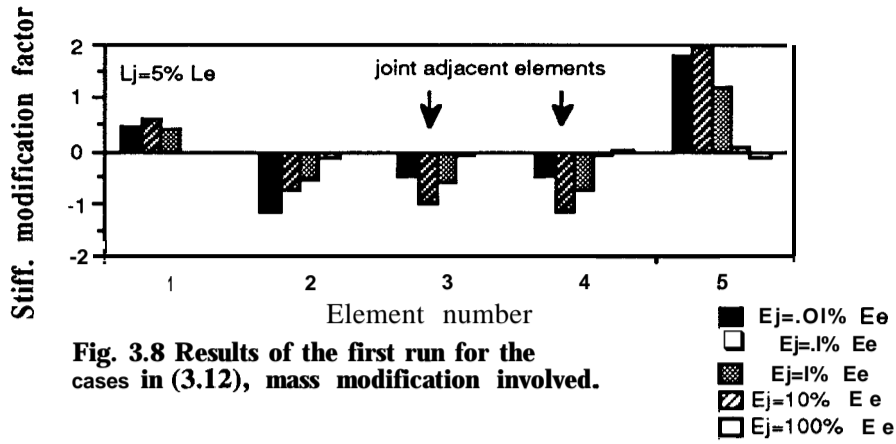 Stiff. modification factor
2
1
0
-1
-2
Lj=5% Le
joint adjacent elements
1 2 3 4 5
Element number
Ej=.01% Ee
Ej=.1% Ee
Ej=1% Ee
Ej=10% E e
Ej=100% E e
Fig. 3.8 Results of the first run for the
cases in (3.12), mass modification involved.